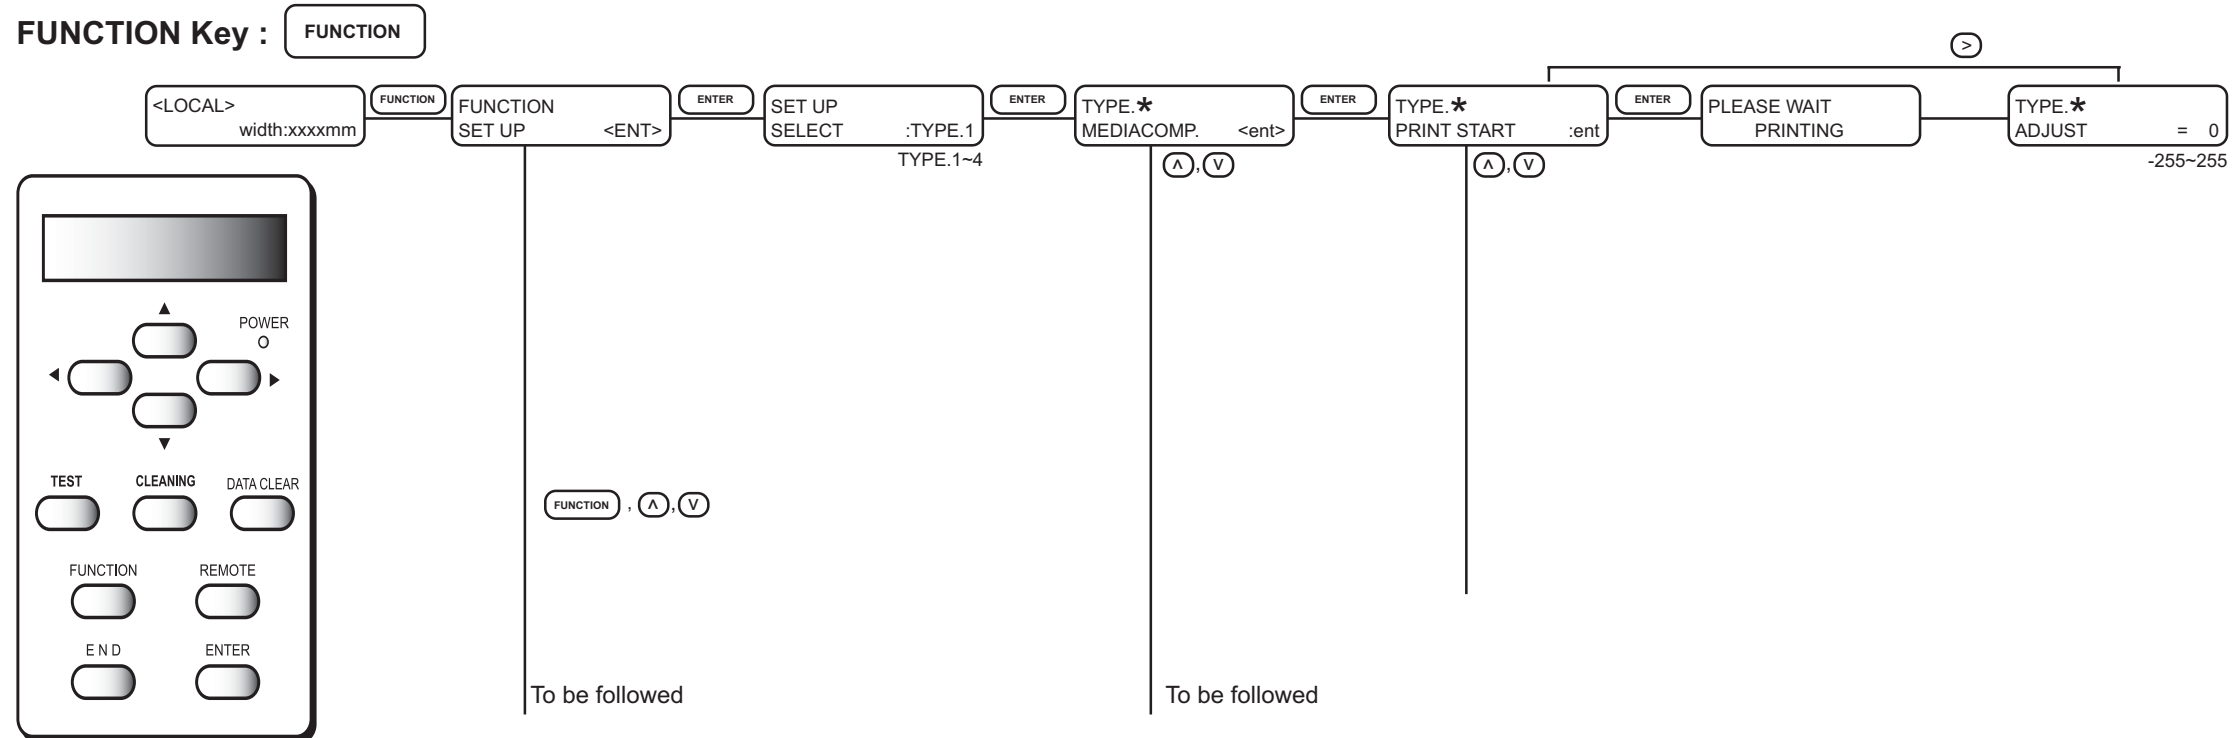 FUNCTION Key : FUNCTION
>
<LOCAL>
width:xxxxmm
FUNCTION
FUNCTION
SET UP <ENT>
ENTER
SET UP
SELECT :TYPE.1
TYPE.1~4
ENTER
TYPE.*
MEDIACOMP. <ent>
∧,∨
ENTER
TYPE.*
PRINT START :ent
∧,∨
ENTER
PLEASE WAIT
PRINTING
TYPE.*
ADJUST = 0
-255~255
▲
POWER
◀ ▶
▼
TEST CLEANING DATA CLEAR
FUNCTION REMOTE
E N D ENTER
FUNCTION , ∧,∨
To be followed
To be followed